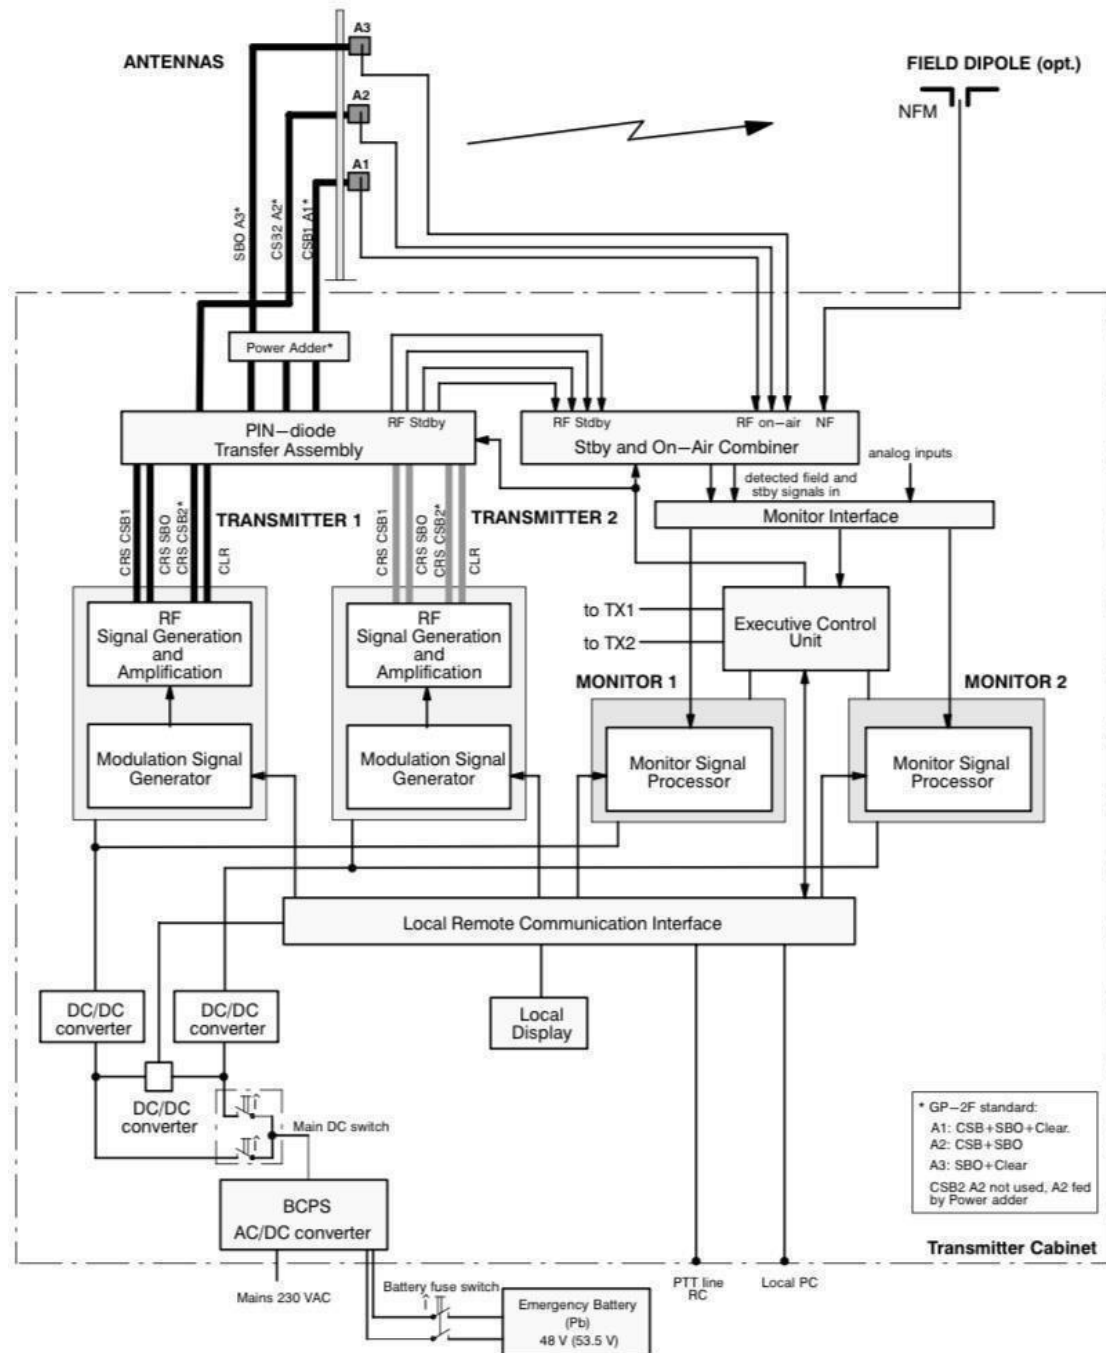 ANTENNAS
A3
A2
A1
FIELD DIPOLE (opt.)
NFM
SBO A3*
CSB2 A2*
CSB1 A1*
Power Adder*
PIN–diode
Transfer Assembly
RF Stdby
RF Stdby
RF on–air
NF
Stby and On–Air Combiner
analog inputs
detected field and
stby signals in
Monitor Interface
TRANSMITTER 1
CRS CSB1
CRS SBO
CRS CSB2*
CLR
TRANSMITTER 2
CRS CSB1
CRS SBO
CRS CSB2*
CLR
RF
Signal Generation
and
Amplification
RF
Signal Generation
and
Amplification
to TX1
to TX2
Executive Control
Unit
MONITOR 1
MONITOR 2
Modulation Signal
Generator
Modulation Signal
Generator
Monitor Signal
Processor
Monitor Signal
Processor
Local Remote Communication Interface
DC/DC
converter
DC/DC
converter
Local
Display
DC/DC
converter
Main DC switch
* GP–2F standard:
A1: CSB+SBO+Clear.
A2: CSB+SBO
A3: SBO+Clear
CSB2 A2 not used, A2 fed
by Power adder
BCPS
AC/DC converter
Transmitter Cabinet
Mains 230 VAC
Battery fuse switch
PTT line
RC
Local PC
Emergency Battery
(Pb)
48 V (53.5 V)